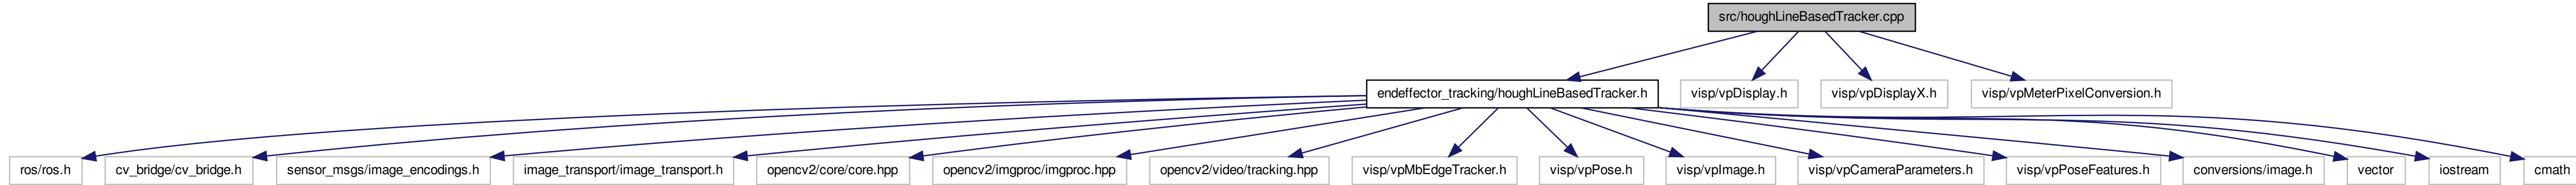 src/houghLineBasedTracker.cpp
endeffector_tracking/houghLineBasedTracker.h
visp/vpDisplay.h
visp/vpDisplayX.h
visp/vpMeterPixelConversion.h
ros/ros.h
cv_bridge/cv_bridge.h
sensor_msgs/image_encodings.h
image_transport/image_transport.h
opencv2/core/core.hpp
opencv2/imgproc/imgproc.hpp
opencv2/video/tracking.hpp
visp/vpMbEdgeTracker.h
visp/vpPose.h
visp/vpImage.h
visp/vpCameraParameters.h
visp/vpPoseFeatures.h
conversions/image.h
vector
iostream
cmath